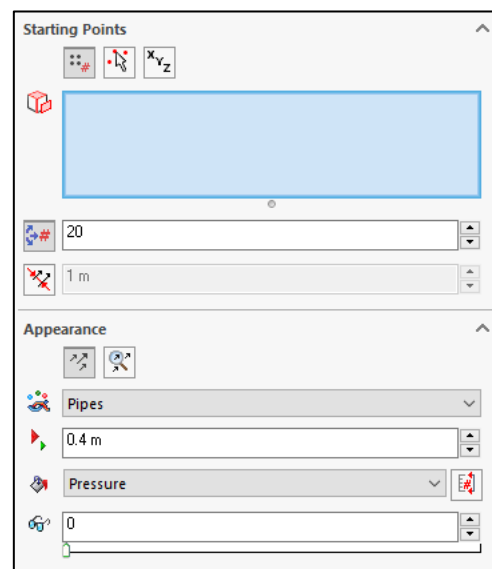 Starting Points
#
XYZ
# 20
1 m
Appearance
Pipes
0.4 m
Pressure
#
0